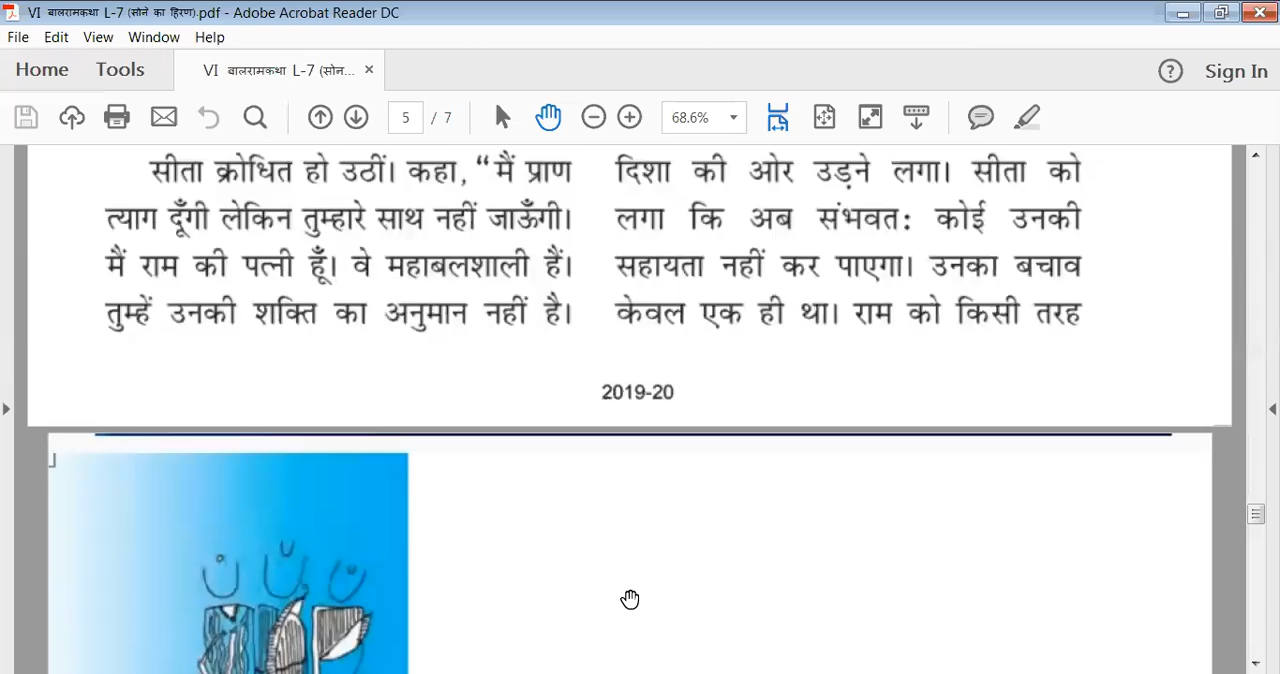 VI बालरामकथा L-7 (सोने का हिरण).pdf - Adobe Acrobat Reader DC
File Edit View Window Help
Home Tools VI बालरामकथा L-7 (सोन... × ? Sign In
5 / 7 68.6%
सीता क्रोधित हो उठीं। कहा, “मैं प्राण
त्याग दूँगी लेकिन तुम्हारे साथ नहीं जाऊँगी।
मैं राम की पत्नी हूँ। वे महाबलशाली हैं।
तुम्हें उनकी शक्ति का अनुमान नहीं है।
दिशा की ओर उड़ने लगा। सीता को
लगा कि अब संभवत: कोई उनकी
सहायता नहीं कर पाएगा। उनका बचाव
केवल एक ही था। राम को किसी तरह
2019-20